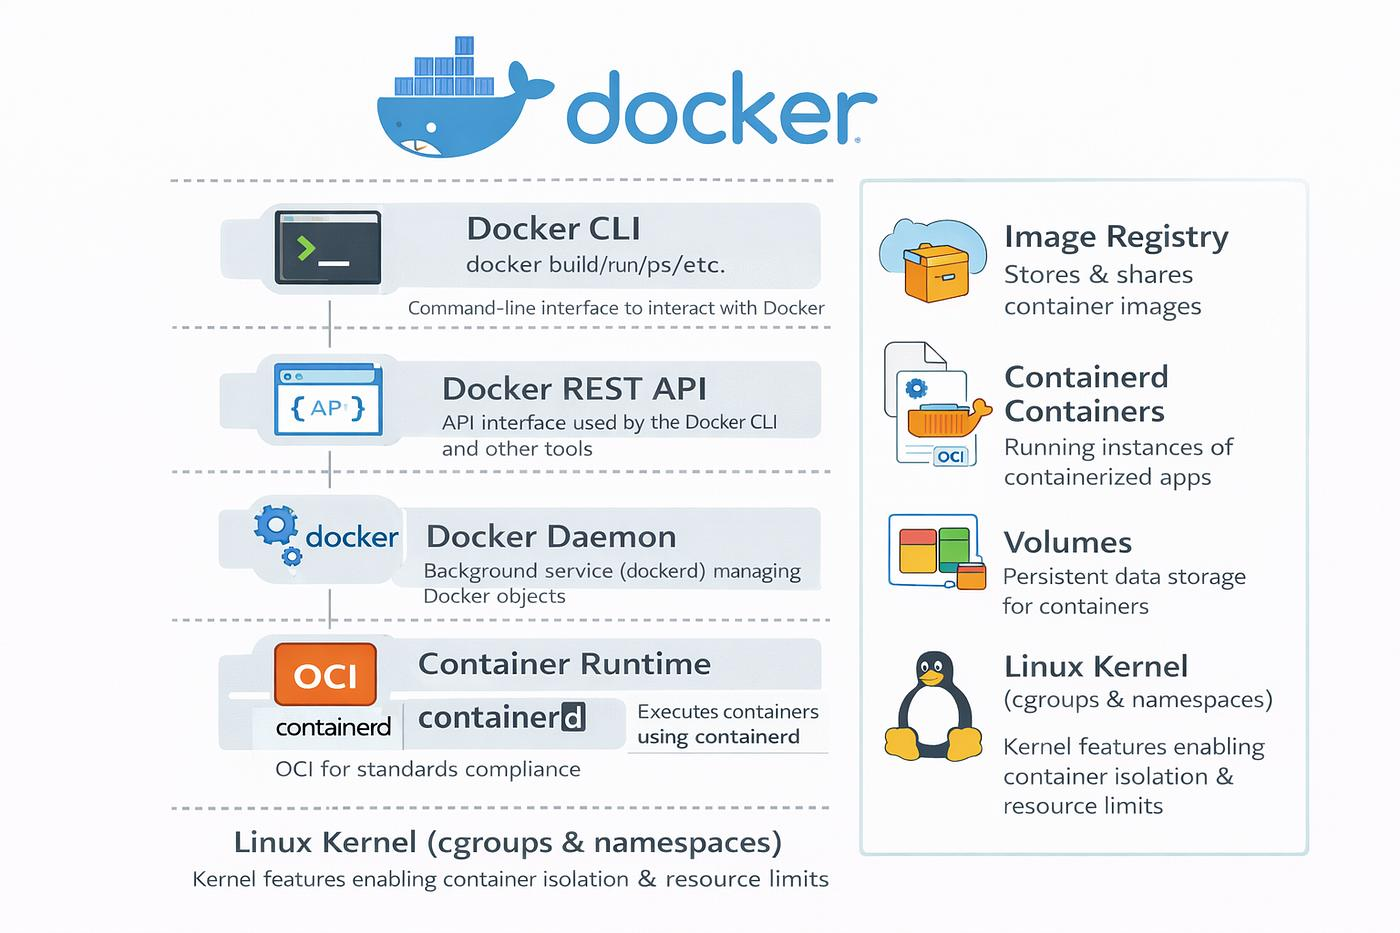 docker
Docker CLI
docker build/run/ps/etc.
Command-line interface to interact with Docker
{ API }
Docker REST API
API interface used by the Docker CLI
and other tools
docker
Docker Daemon
Background service (dockerd) managing
Docker objects
OCI
Container Runtime
containerd
containerd
Executes containers
using containerd
OCI for standards compliance
Linux Kernel (cgroups & namespaces)
Kernel features enabling container isolation & resource limits
Image Registry
Stores & shares
container images
OCI
Containerd
Containers
Running instances of
containerized apps
Volumes
Persistent data storage
for containers
Linux Kernel
(cgroups & namespaces)
Kernel features enabling
container isolation &
resource limits